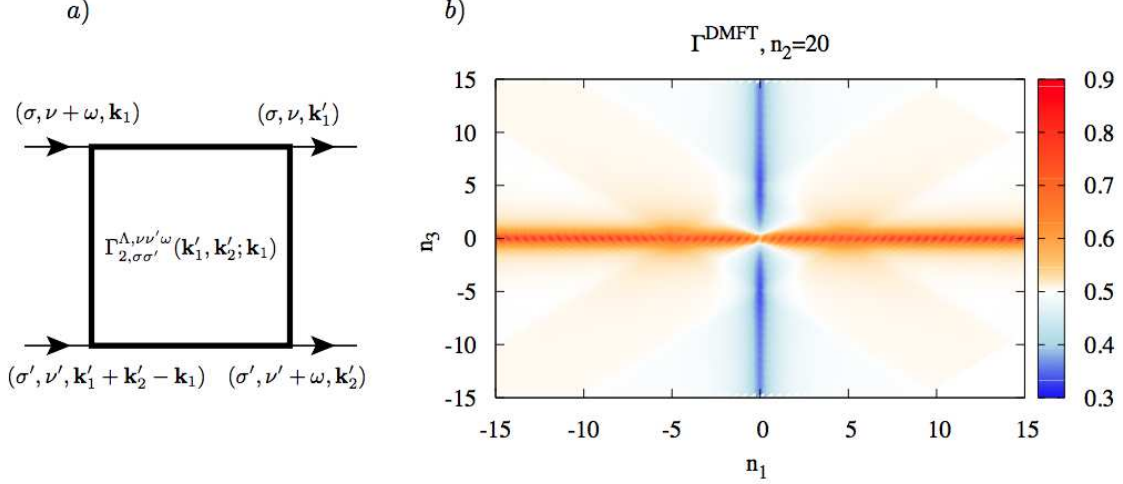 a)
(σ, ν + ω, k₁)
(σ, ν, k′₁)
Γ^{Λ,νν′ω}_{2,σσ′}(k′₁, k′₂; k₁)
(σ′, ν′, k′₁ + k′₂ − k₁)
(σ′, ν′ + ω, k′₂)
b)
Γ^{DMFT}, n₂=20
n₃
15
10
5
0
-5
-10
-15
-15
-10
-5
0
5
10
15
n₁
0.9
0.8
0.7
0.6
0.5
0.4
0.3